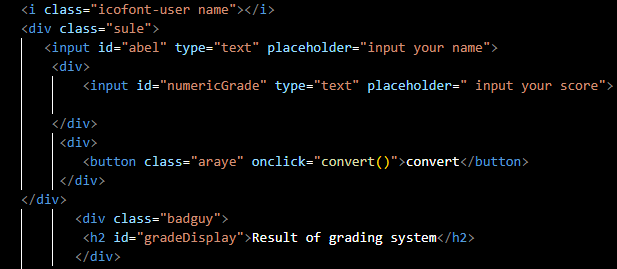 <i class="icofont-user name"></i>
<div class="sule">
<input id="abel" type="text" placeholder="input your name">
<div>
<input id="numericGrade" type="text" placeholder=" input your score">
</div>
<div>
<button class="araye" onclick="convert()">convert</button>
</div>
</div>
<div class="badguy">
<h2 id="gradeDisplay">Result of grading system</h2>
</div>